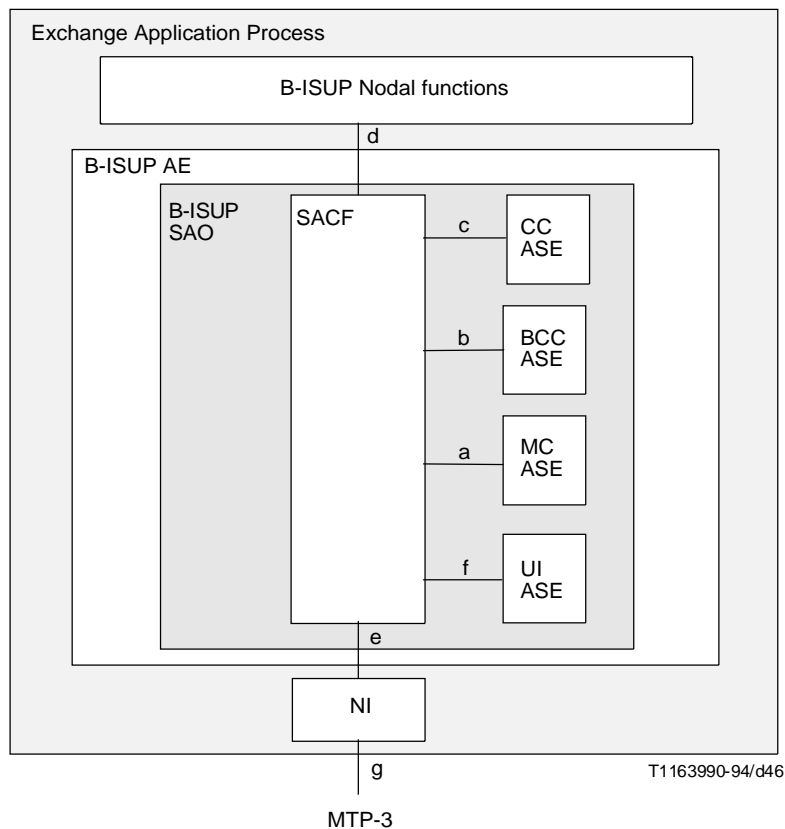 Exchange Application Process
B-ISUP Nodal functions
d
B-ISUP AE
B-ISUP
SAO
SACF
c
CC
ASE
b
BCC
ASE
a
MC
ASE
f
UI
ASE
e
NI
g
T1163990-94/d46
MTP-3